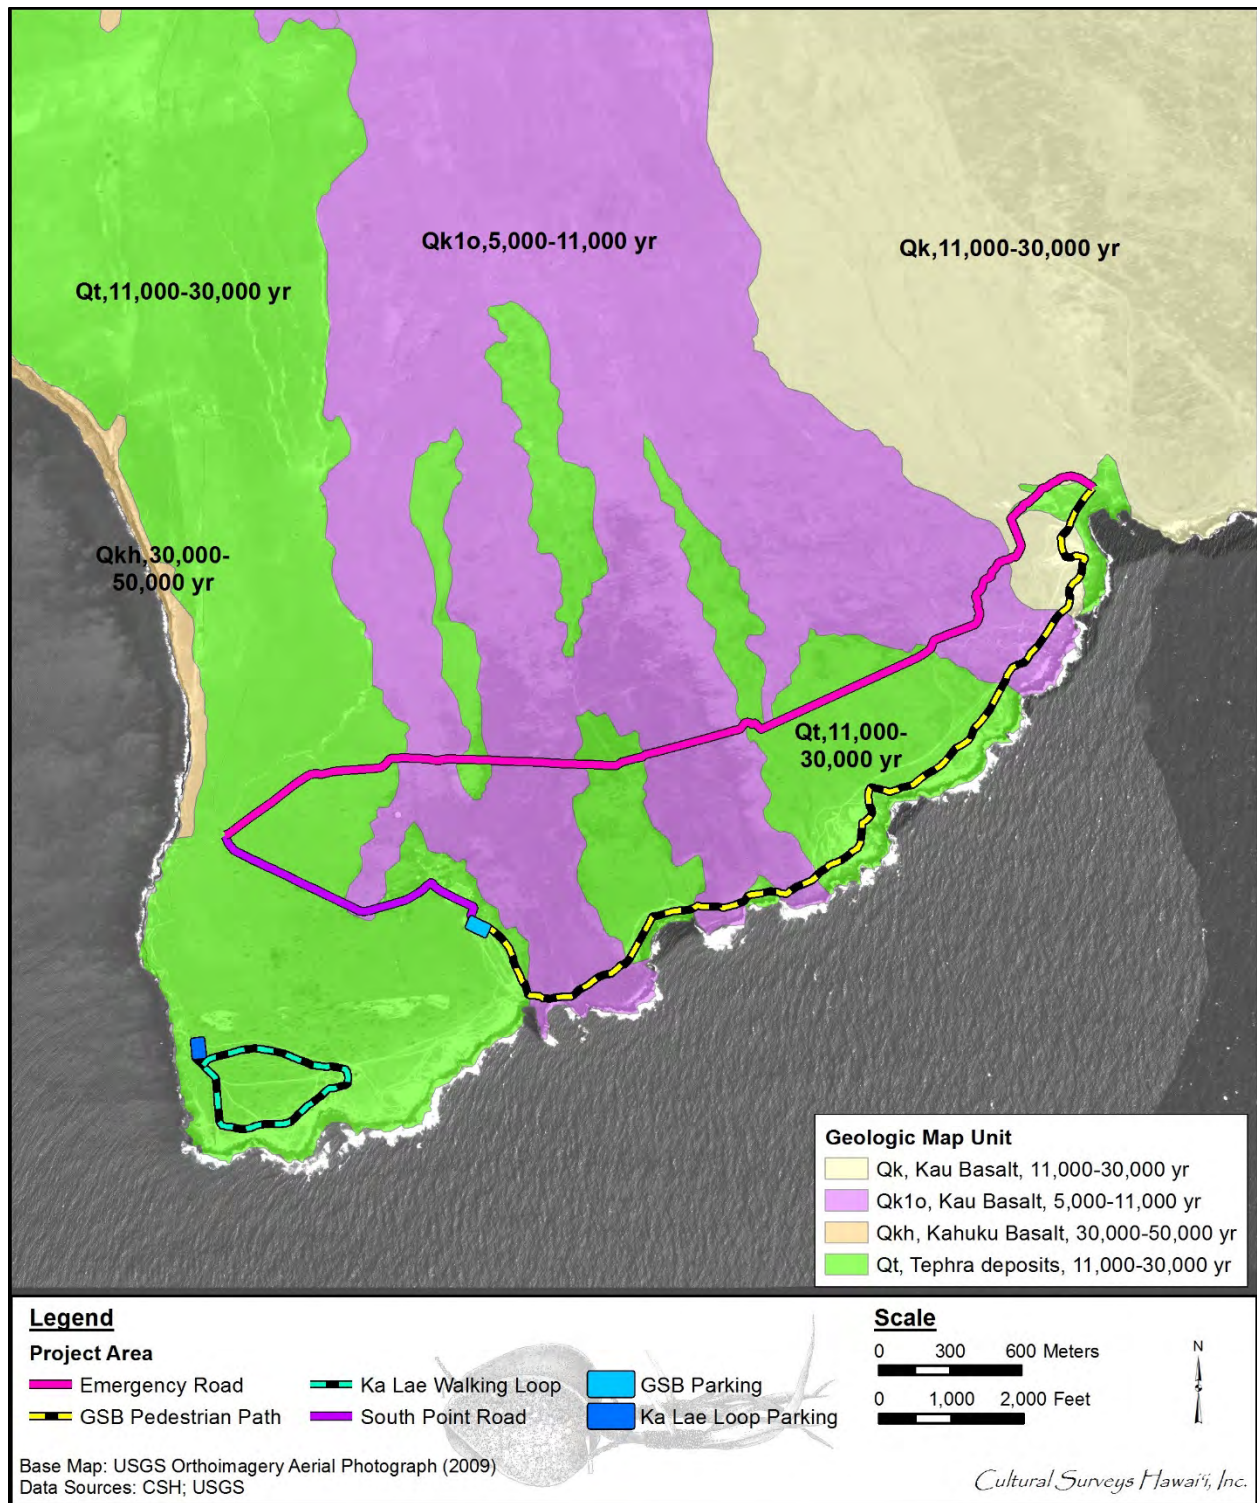 Qk1o,5,000-11,000 yr
Qk,11,000-30,000 yr
Qt,11,000-30,000 yr
Qkh,30,000-
50,000 yr
Qt,11,000-
30,000 yr
Geologic Map Unit
Qk, Kau Basalt, 11,000-30,000 yr
Qk1o, Kau Basalt, 5,000-11,000 yr
Qkh, Kahuku Basalt, 30,000-50,000 yr
Qt, Tephra deposits, 11,000-30,000 yr
Legend
Project Area
Emergency Road
GSB Pedestrian Path
Ka Lae Walking Loop
South Point Road
GSB Parking
Ka Lae Loop Parking
Scale
0 300 600 Meters
0 1,000 2,000 Feet
N
Base Map: USGS Orthoimagery Aerial Photograph (2009)
Data Sources: CSH; USGS
Cultural Surveys Hawai‘i, Inc.